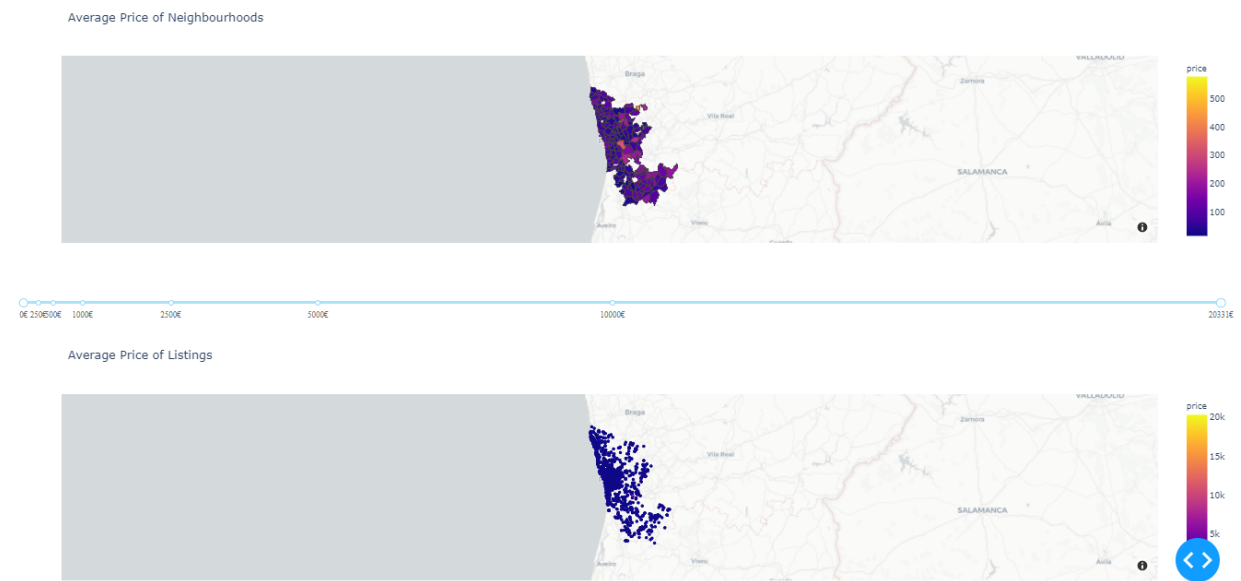 Average Price of Neighbourhoods
VALLADOLID
Braga
Zamora
Vila Real
SALAMANCA
Aveiro
Viseu
Ávila
price
500
400
300
200
100
0€ 250€ 500€ 1000€ 2500€ 5000€ 10000€ 20331€
Average Price of Listings
VALLADOLID
Braga
Zamora
Vila Real
SALAMANCA
Aveiro
Viseu
Ávila
price
20k
15k
10k
5k